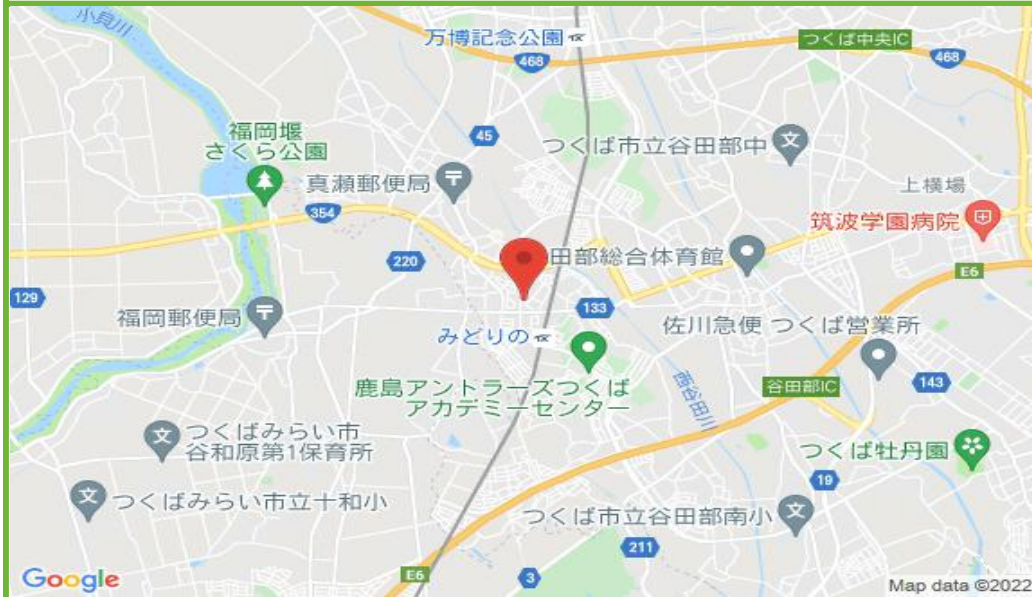 小貝川
万博記念公園
468
つくば中央IC
468
福岡堰
さくら公園
45
つくば市立谷田部中
文
真瀬郵便局
〒
上横場
354
筑波学園病院
220
田部総合体育館
E6
129
133
福岡郵便局
〒
佐川急便 つくば営業所
みどりの
鹿島アントラーズつくば
アカデミーセンター
西谷田川
谷田部IC
143
文
つくばみらい市
谷和原第1保育所
つくば牡丹園
19
文
つくばみらい市立十和小
つくば市立谷田部南小
文
211
E6
3
Google
Map data ©2022